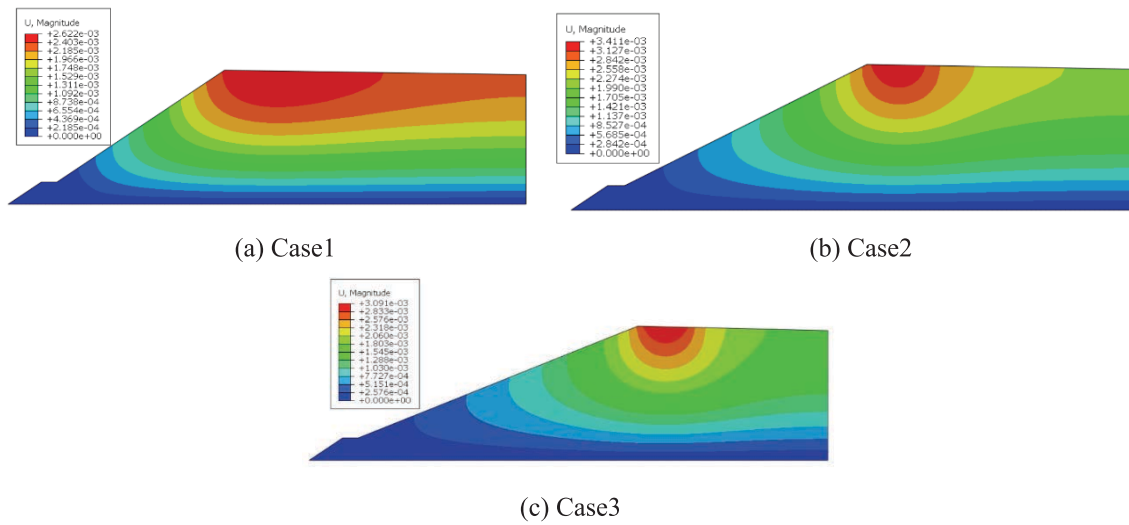 U, Magnitude
+2.622e-03
+2.403e-03
+2.185e-03
+1.966e-03
+1.748e-03
+1.529e-03
+1.311e-03
+1.092e-03
+8.738e-04
+6.554e-04
+4.369e-04
+2.185e-04
+0.000e+00
(a) Case1
U, Magnitude
+3.411e-03
+3.127e-03
+2.842e-03
+2.558e-03
+2.274e-03
+1.990e-03
+1.705e-03
+1.421e-03
+1.137e-03
+8.527e-04
+5.685e-04
+2.842e-04
+0.000e+00
(b) Case2
U, Magnitude
+3.091e-03
+2.833e-03
+2.576e-03
+2.318e-03
+2.060e-03
+1.803e-03
+1.545e-03
+1.288e-03
+1.030e-03
+7.727e-04
+5.151e-04
+2.576e-04
+0.000e+00
(c) Case3